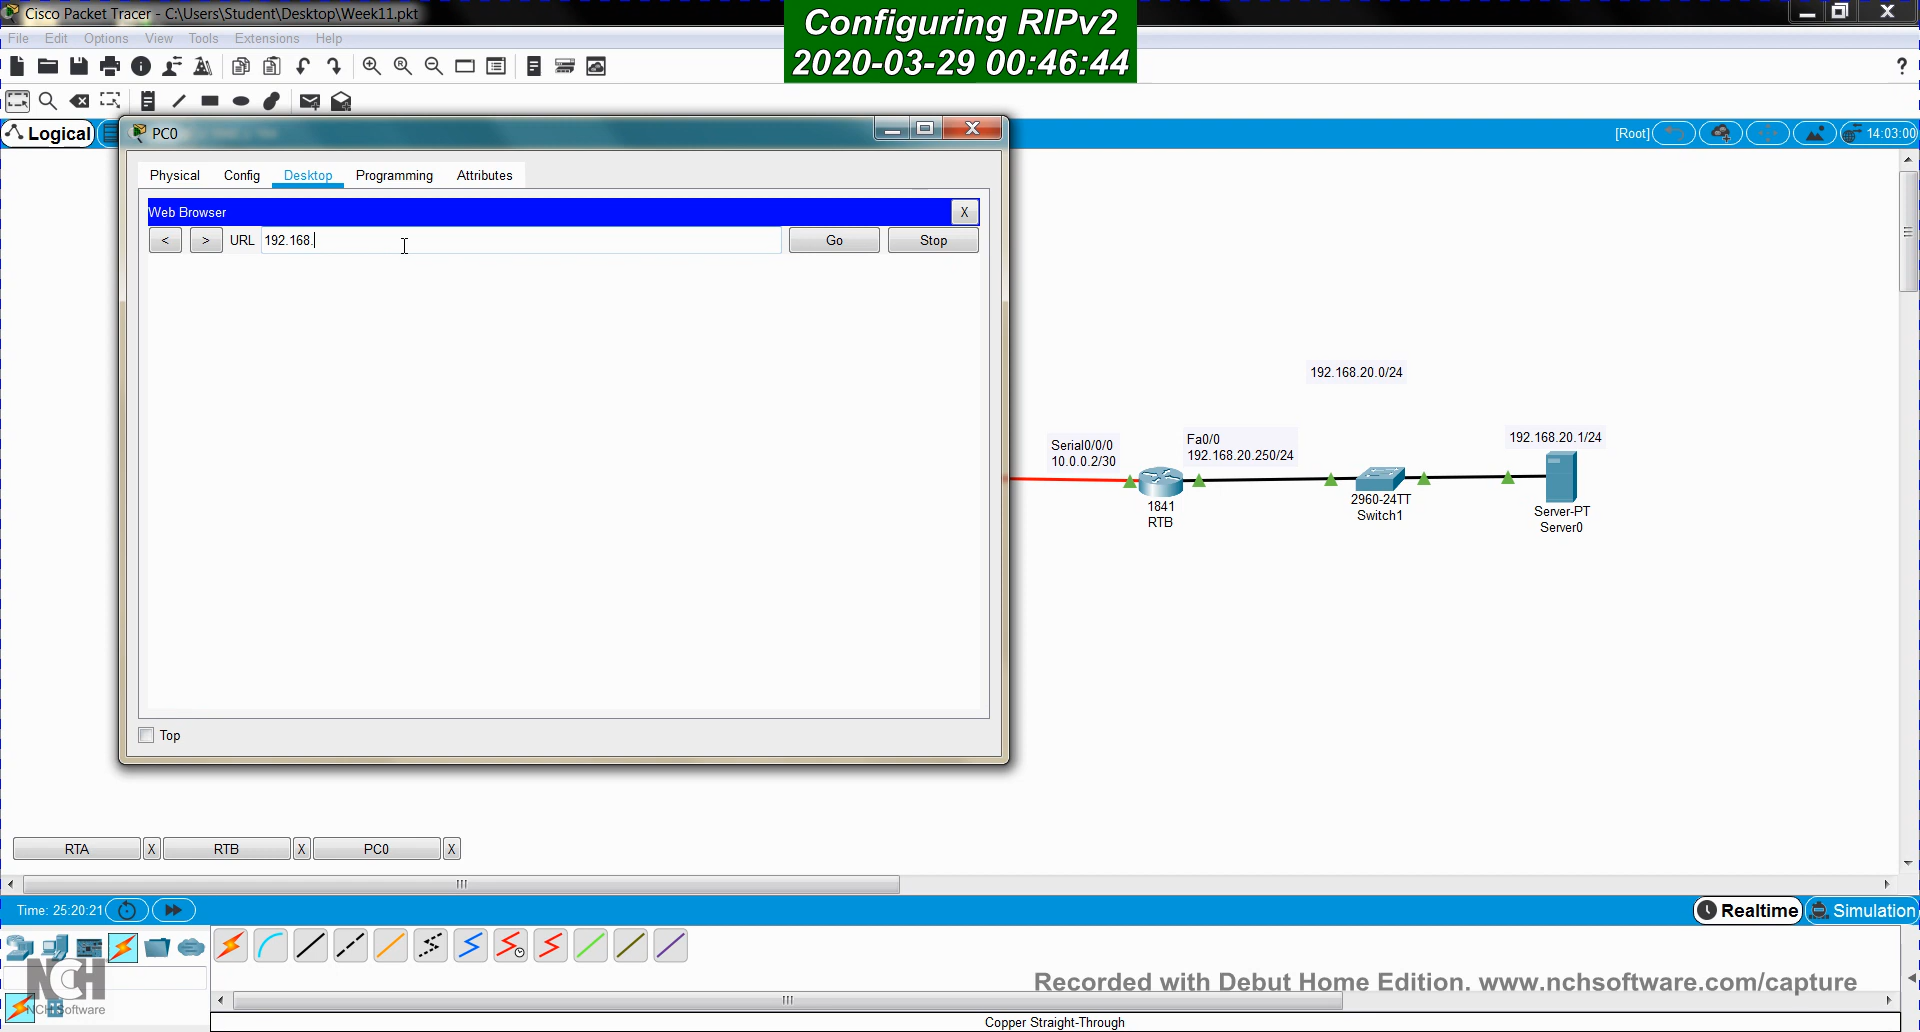 Cisco Packet Tracer - C:\Users\Student\Desktop\Week11.pkt
Configuring RIPv2
2020-03-29 00:46:44
File Edit Options View Tools Extensions Help
?
Logical
[Root]
14:03:00
PC0
Physical Config Desktop Programming Attributes
Web Browser X
< > URL 192.168. Go Stop
Top
192.168.20.0/24
Serial0/0/0
10.0.0.2/30
Fa0/0
192.168.20.250/24
192.168.20.1/24
1841
RTB
2960-24TT
Switch1
Server-PT
Server0
RTA X RTB X PC0 X
Time: 25:20:21
Realtime Simulation
NCH
NCH Software
Recorded with Debut Home Edition. www.nchsoftware.com/capture
Copper Straight-Through